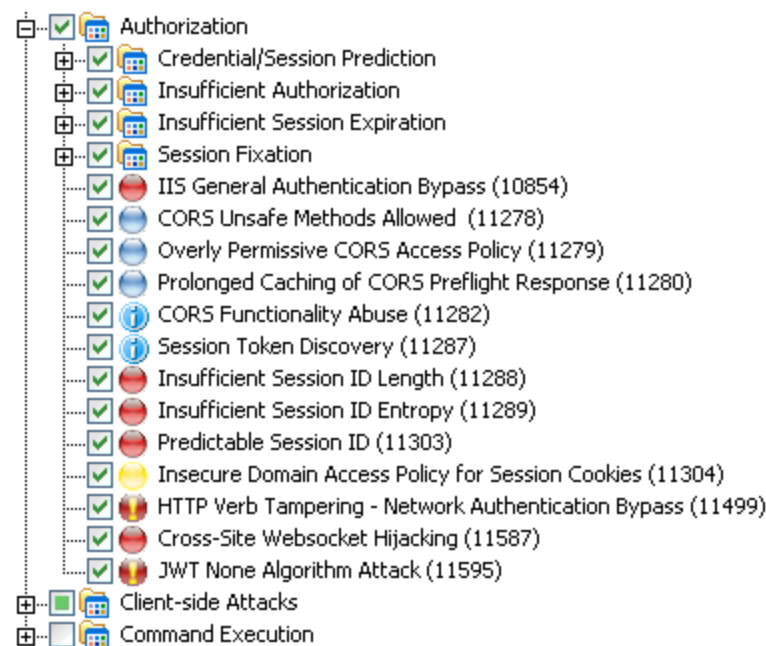 Authorization
Credential/Session Prediction
Insufficient Authorization
Insufficient Session Expiration
Session Fixation
IIS General Authentication Bypass (10854)
CORS Unsafe Methods Allowed  (11278)
Overly Permissive CORS Access Policy (11279)
Prolonged Caching of CORS Preflight Response (11280)
CORS Functionality Abuse (11282)
Session Token Discovery (11287)
Insufficient Session ID Length (11288)
Insufficient Session ID Entropy (11289)
Predictable Session ID (11303)
Insecure Domain Access Policy for Session Cookies (11304)
HTTP Verb Tampering - Network Authentication Bypass (11499)
Cross-Site Websocket Hijacking (11587)
JWT None Algorithm Attack (11595)
Client-side Attacks
Command Execution